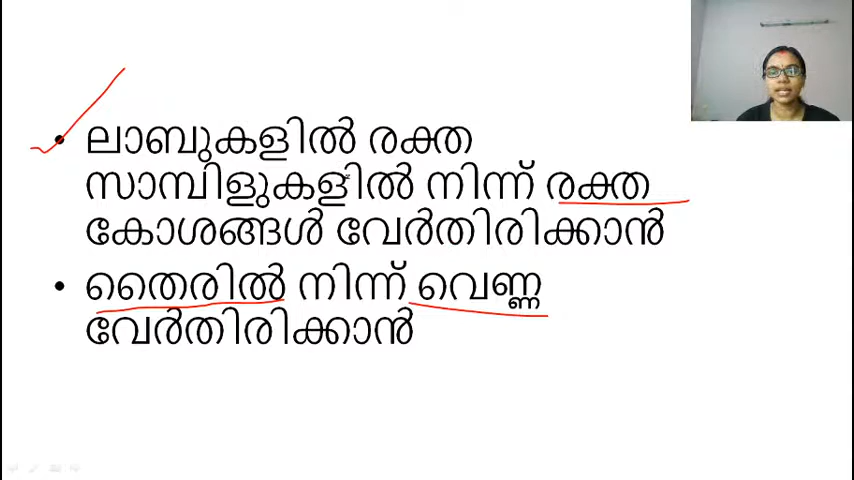 ലാബുകളിൽ രക്ത
സാമ്പിളുകളിൽ നിന്ന് രക്ത
കോശങ്ങൾ വേർതിരിക്കാൻ
തൈരിൽ നിന്ന് വെണ്ണ
വേർതിരിക്കാൻ